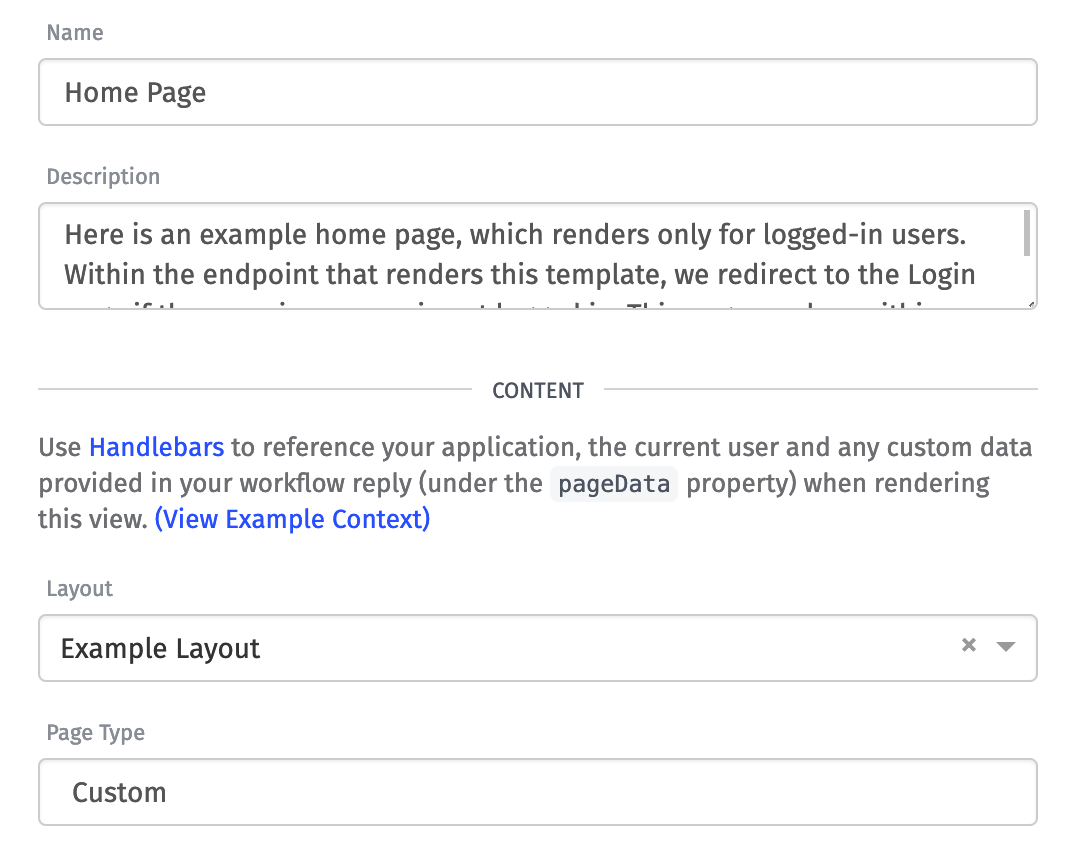 Name
Home Page
Description
Here is an example home page, which renders only for logged-in users.
Within the endpoint that renders this template, we redirect to the Login
CONTENT
Use Handlebars to reference your application, the current user and any custom data
provided in your workflow reply (under the pageData property) when rendering
this view. (View Example Context)
Layout
Example Layout
Page Type
Custom